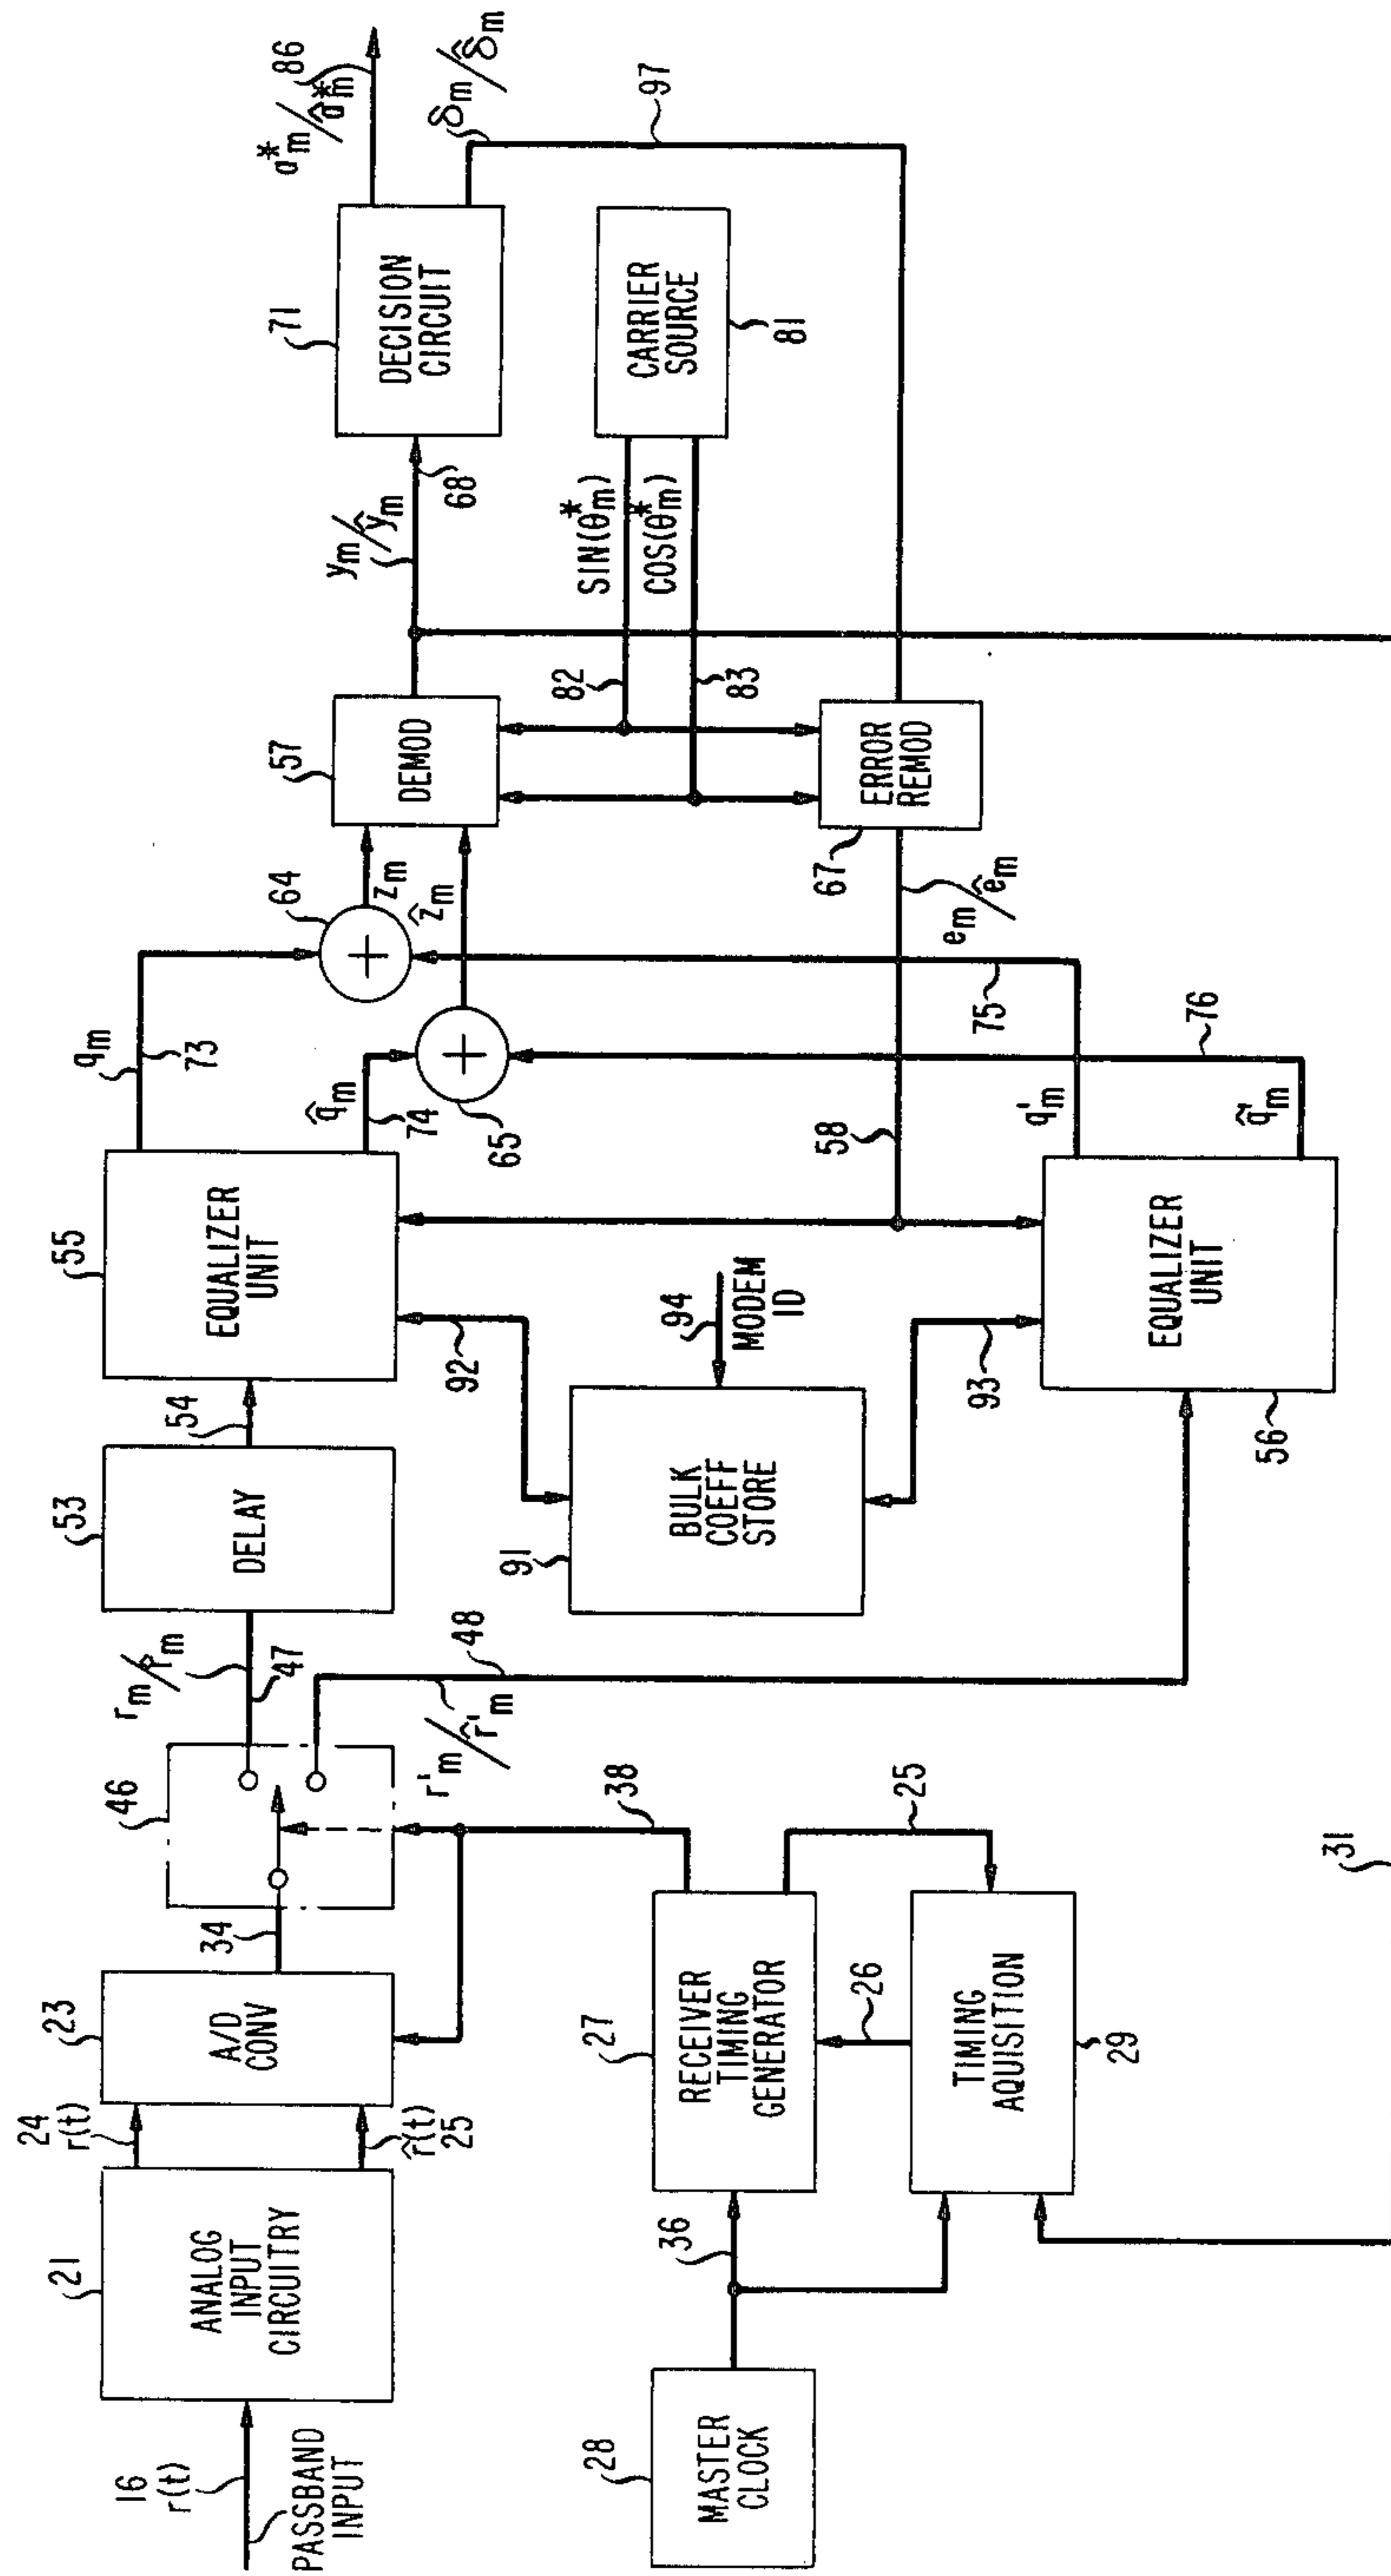 16
r(t)
PASSBAND
INPUT
21
ANALOG
INPUT
CIRCUITRY
24
r(t)
r̂(t)
25
23
A/D
CONV
34
46
r_m/r̂_m
47
r'_m/r̂'_m
48
53
DELAY
54
55
EQUALIZER
UNIT
q_m
73
q̂_m
74
64
+
z_m
65
+
ẑ_m
57
DEMOD
y_m/ŷ_m
68
71
DECISION
CIRCUIT
a*_m/â*_m
86
δ_m/δ̂_m
97
82
SIN(θ*_m)
COS(θ*_m)
83
CARRIER
SOURCE
81
ERROR
REMOD
67
e_m/ê_m
58
75
76
q'_m
q̂'_m
92
91
BULK
COEFF
STORE
94
MODEM
ID
93
EQUALIZER
UNIT
56
28
MASTER
CLOCK
36
27
RECEIVER
TIMING
GENERATOR
38
25
26
TIMING
AQUISITION
29
31